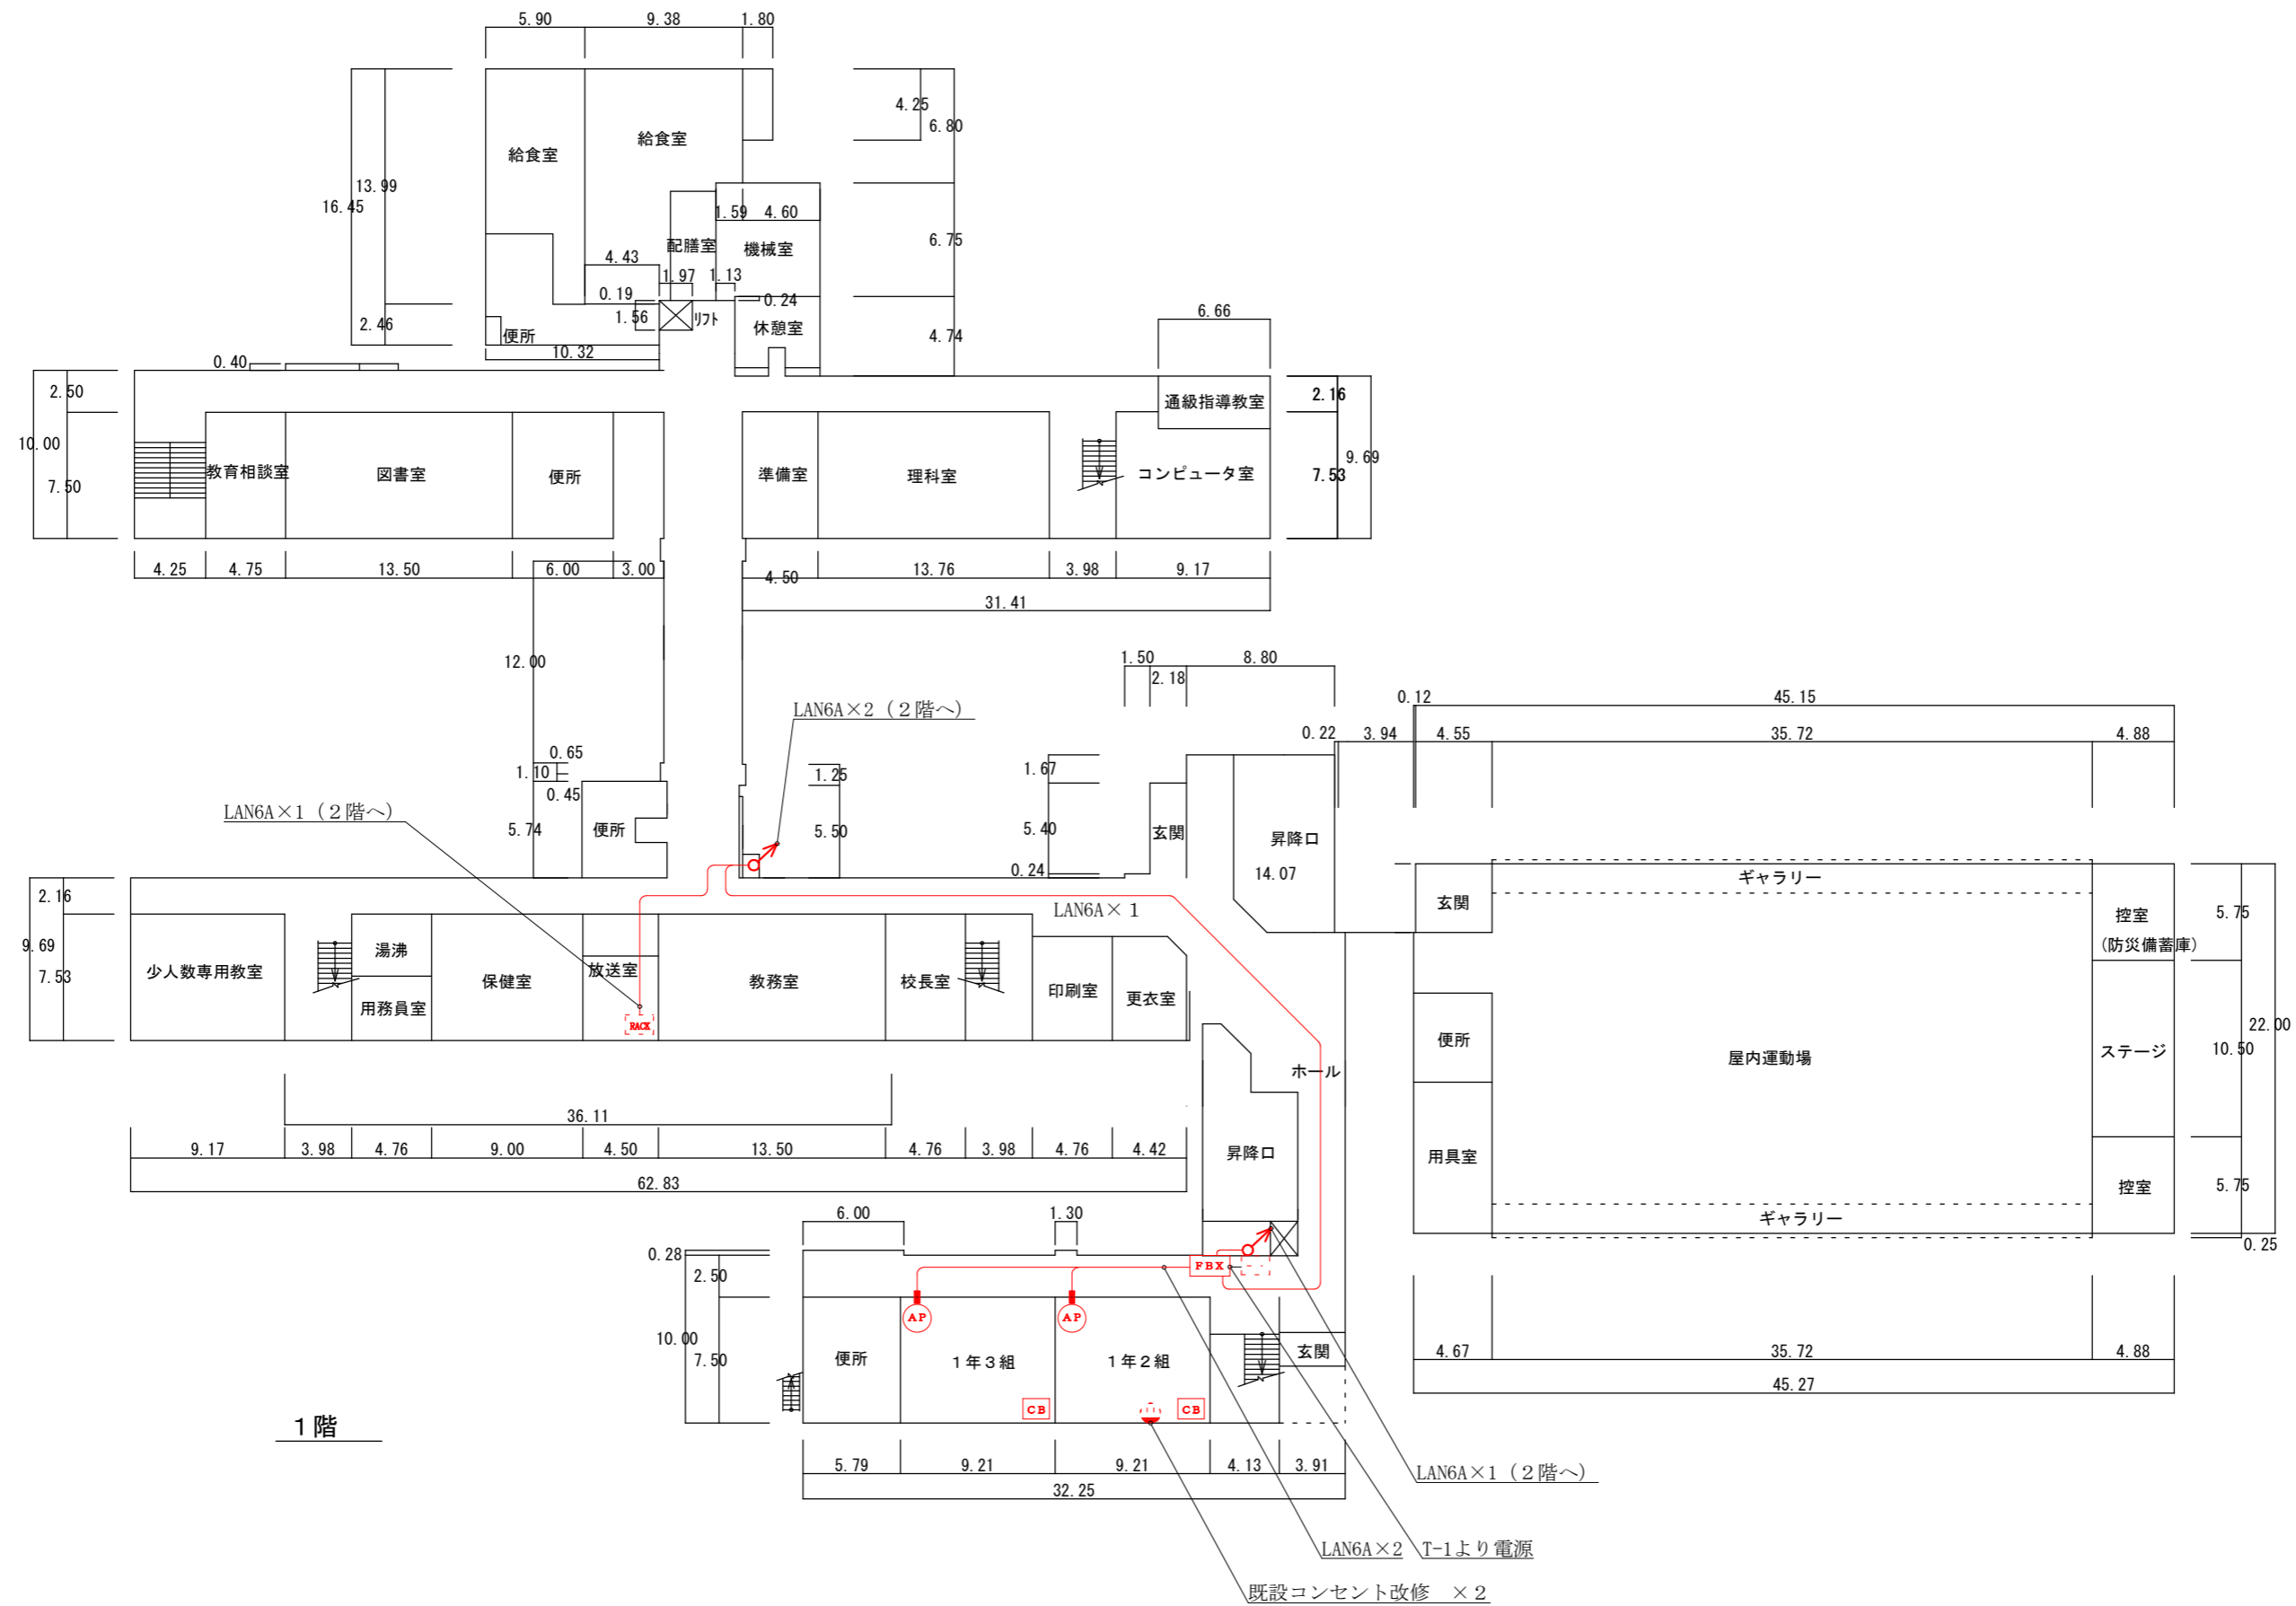 5.90 9.38 1.80
4.25
6.80
給食室
給食室
13.99
16.45
1.59 4.60
配膳室
機械室
6.75
4.43
1.97 1.13
0.19
0.24
1.56
リフト
休憩室
6.66
2.46
便所
4.74
10.32
0.40
2.50
通級指導教室
2.16
10.00
7.50
教育相談室
図書室
便所
準備室
理科室
コンピュータ室
9.69
7.53
4.25 4.75 13.50 6.00 3.00
4.50
13.76 3.98 9.17
31.41
12.00
1.50
8.80
2.18
0.12
45.15
LAN6A×2（２階へ）
0.22 3.94 4.55 35.72 4.88
0.65
1.10
0.45
1.25
1.67
LAN6A×1（２階へ）
5.74
便所
5.50
5.40
玄関
昇降口
0.24
14.07
ギャラリー
2.16
LAN6A×１
玄関
控室
5.75
9.69
7.53
少人数専用教室
湯沸
用務員室
保健室
放送室
教務室
校長室
印刷室
更衣室
(防災備蓄庫)
RACK
22.00
便所
屋内運動場
ステージ
10.50
ホール
36.11
9.17 3.98 4.76 9.00 4.50 13.50 4.76 3.98 4.76 4.42
昇降口
用具室
62.83
控室
5.75
6.00 1.30
ギャラリー
0.28
2.50
FBX
0.25
AP
AP
10.00
7.50
便所
１年３組
１年２組
玄関
4.67 35.72 4.88
45.27
CB
CB
１階
5.79 9.21 9.21 4.13 3.91
32.25
LAN6A×1（２階へ）
LAN6A×2
T-1より電源
既設コンセント改修　×２